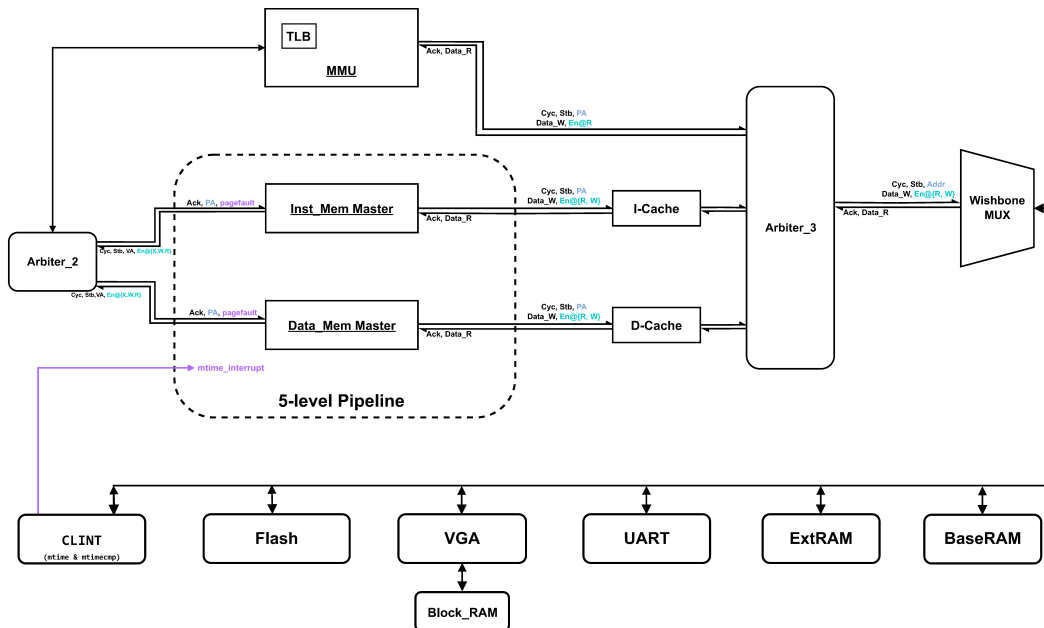 TLB
MMU
Ack, Data_R
Cyc, Stb, PA
Data_W, En@R
Ack, PA, pagefault
Inst_Mem Master
Cyc, Stb, PA
Data_W, En@{R, W}
Ack, Data_R
I-Cache
Cyc, Stb, Addr
Data_W, En@{R, W}
Ack, Data_R
Wishbone
MUX
Arbiter_3
Arbiter_2
Cyc, Stb, VA, En@{X,W,R}
Cyc, Stb,VA, En@{X,W,R}
Ack, PA, pagefault
Data_Mem Master
Cyc, Stb, PA
Data_W, En@{R, W}
Ack, Data_R
D-Cache
mtime_interrupt
5-level Pipeline
CLINT
(mtime & mtimecmp)
Flash
VGA
UART
ExtRAM
BaseRAM
Block_RAM